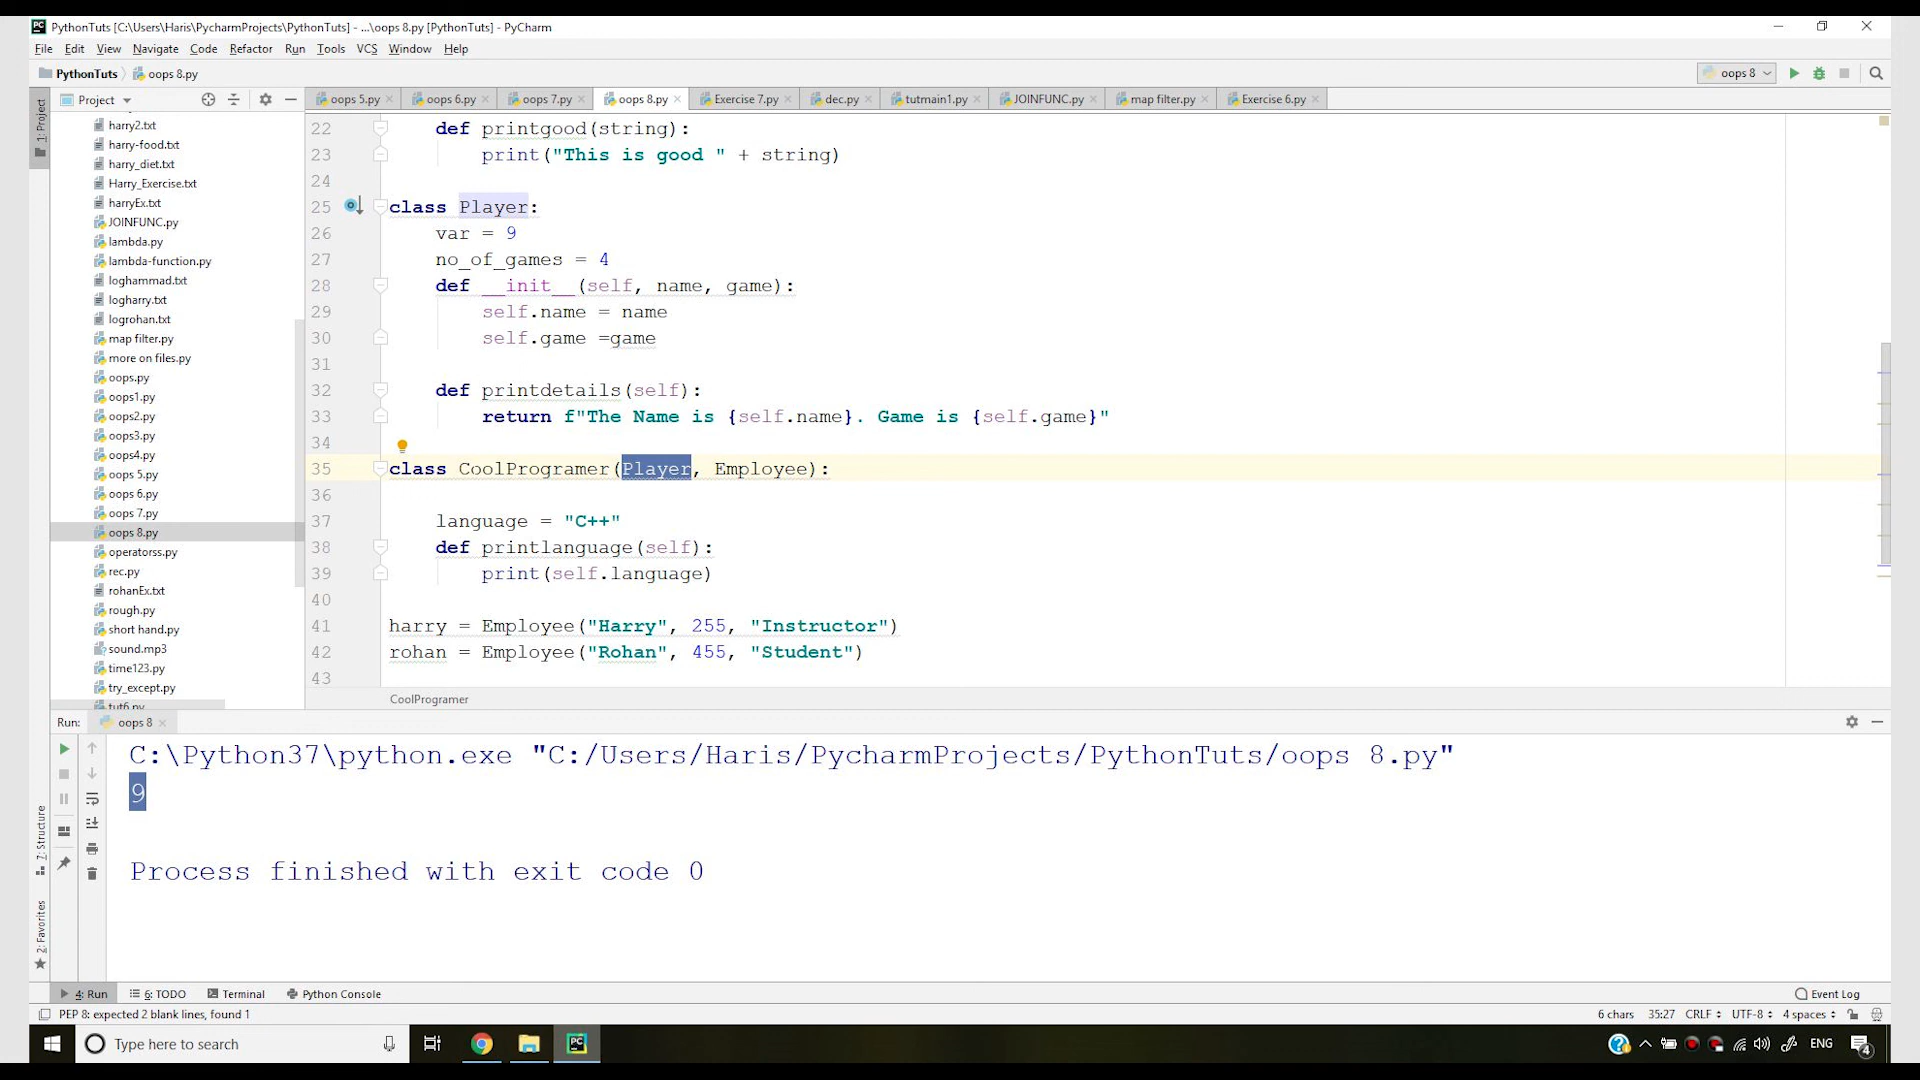 PythonTuts [C:\Users\Haris\PycharmProjects\PythonTuts] - ...\oops 8.py [PythonTuts] - PyCharm
File Edit View Navigate Code Refactor Run Tools VCS Window Help
PythonTuts oops 8.py
oops 8
1: Project
Project
oops 5.py oops 6.py oops 7.py oops 8.py Exercise 7.py dec.py tutmain1.py JOINFUNC.py map filter.py Exercise 6.py
harry2.txt
harry-food.txt
harry_diet.txt
Harry_Exercise.txt
harryEx.txt
JOINFUNC.py
lambda.py
lambda-function.py
loghammad.txt
logharry.txt
logrohan.txt
map filter.py
more on files.py
oops.py
oops1.py
oops2.py
oops3.py
oops4.py
oops 5.py
oops 6.py
oops 7.py
oops 8.py
operatorss.py
rec.py
rohanEx.txt
rough.py
short hand.py
sound.mp3
time123.py
try_except.py
tut6.py
22 def printgood(string):
23 print("This is good " + string)
24
25 class Player:
26 var = 9
27 no_of_games = 4
28 def __init__(self, name, game):
29 self.name = name
30 self.game =game
31
32 def printdetails(self):
33 return f"The Name is {self.name}. Game is {self.game}"
34
35 class CoolProgramer(Player, Employee):
36
37 language = "C++"
38 def printlanguage(self):
39 print(self.language)
40
41 harry = Employee("Harry", 255, "Instructor")
42 rohan = Employee("Rohan", 455, "Student")
43
CoolProgramer
Run: oops 8
C:\Python37\python.exe "C:/Users/Haris/PycharmProjects/PythonTuts/oops 8.py"
9
Process finished with exit code 0
7: Structure
2: Favorites
4: Run 6: TODO Terminal Python Console Event Log
PEP 8: expected 2 blank lines, found 1 6 chars 35:27 CRLF UTF-8 4 spaces
Type here to search
PC
ENG
4